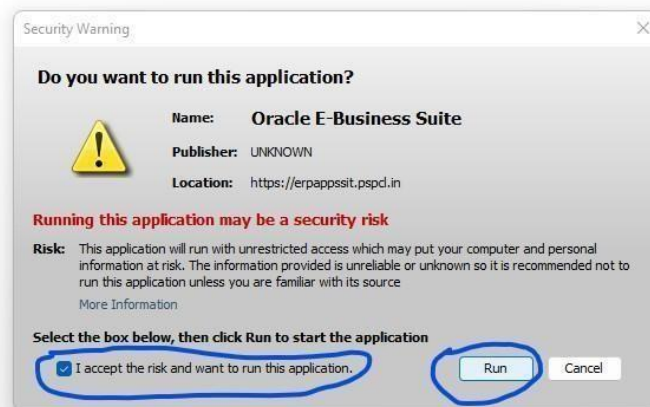 Security Warning
Do you want to run this application?
Name: Oracle E-Business Suite
Publisher: UNKNOWN
Location: https://erpappssit.pspcl.in
Running this application may be a security risk
Risk: This application will run with unrestricted access which may put your computer and personal
information at risk. The information provided is unreliable or unknown so it is recommended not to
run this application unless you are familiar with its source
More Information
Select the box below, then click Run to start the application
I accept the risk and want to run this application.
Run Cancel